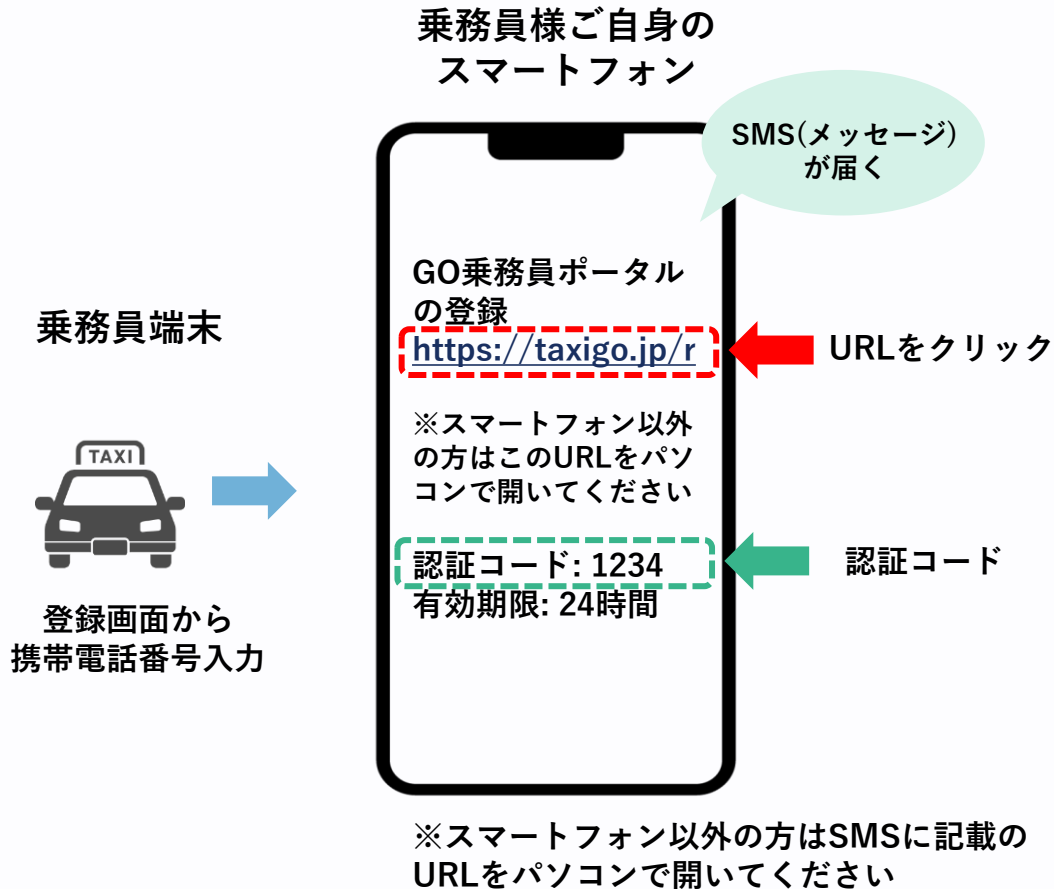 乗務員様ご自身の
スマートフォン
SMS(メッセージ)
が届く
GO乗務員ポータル
の登録
https://taxigo.jp/r
URLをクリック
※スマートフォン以外
の方はこのURLをパソ
コンで開いてください
認証コード: 1234
有効期限: 24時間
認証コード
乗務員端末
TAXI
登録画面から
携帯電話番号入力
※スマートフォン以外の方はSMSに記載の
URLをパソコンで開いてください